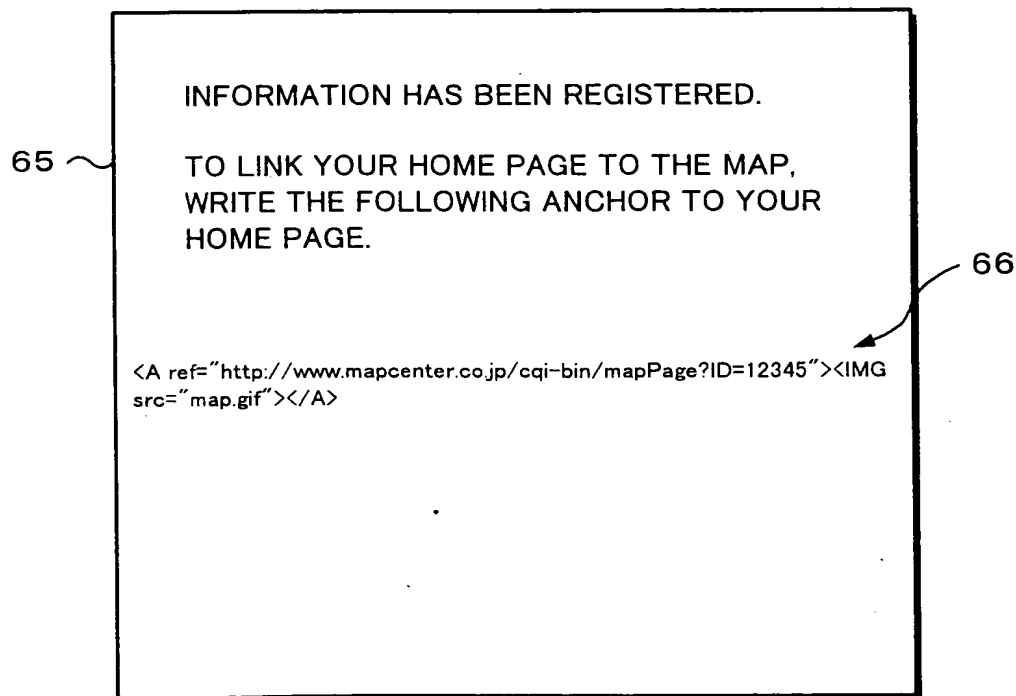 INFORMATION HAS BEEN REGISTERED.
65
TO LINK YOUR HOME PAGE TO THE MAP,
WRITE THE FOLLOWING ANCHOR TO YOUR
HOME PAGE.
66
<A ref="http://www.mapcenter.co.jp/cqi-bin/mapPage?ID=12345"><IMG
src="map.gif"></A>